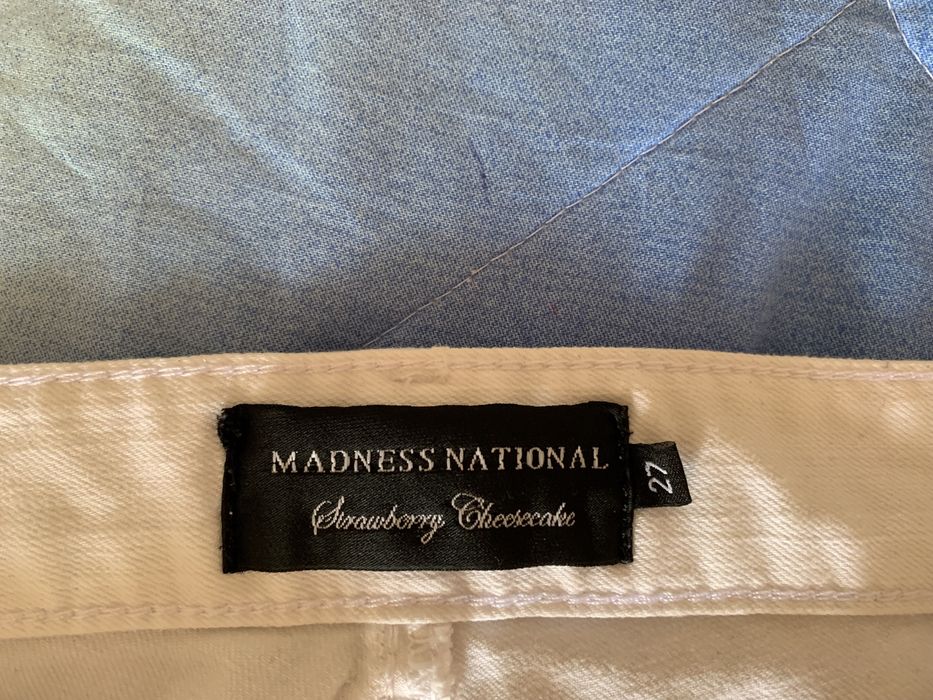 MADNESS NATIONAL
Strawberry Cheesecake
27